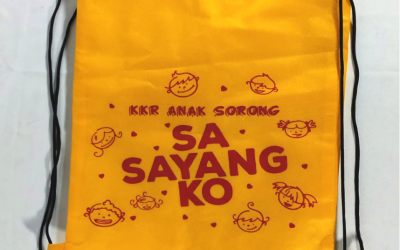 KKR ANAK SORONG
SA
SAYANG
KO